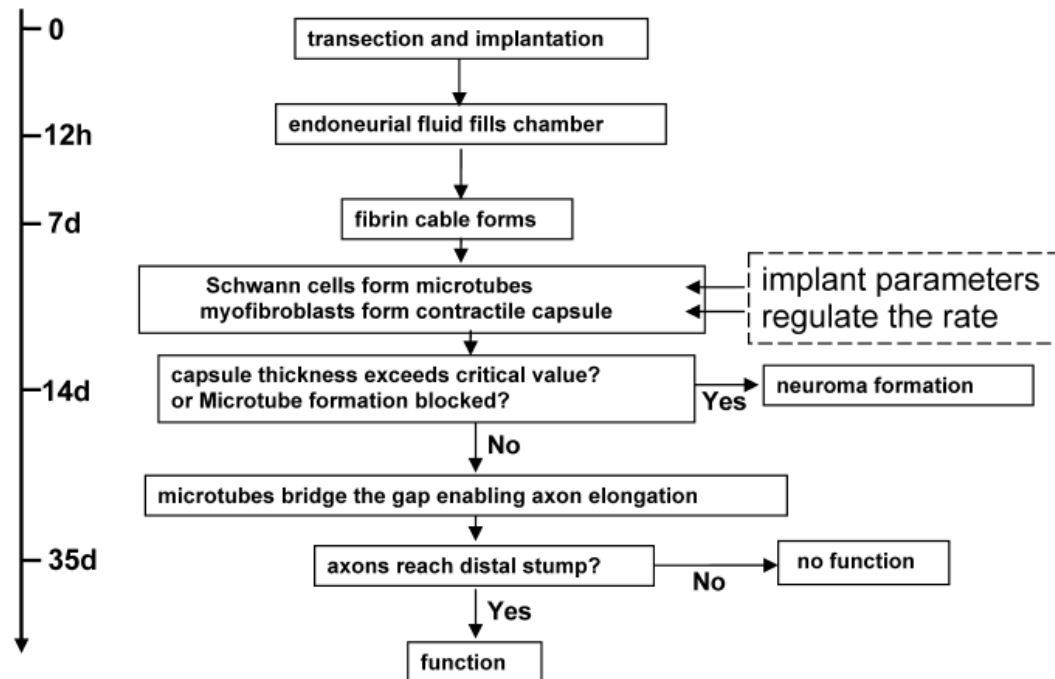 0
transection and implantation
12h
endoneurial fluid fills chamber
7d
fibrin cable forms
Schwann cells form microtubes
myofibroblasts form contractile capsule
implant parameters
regulate the rate
14d
capsule thickness exceeds critical value?
or Microtube formation blocked?
Yes
neuroma formation
No
microtubes bridge the gap enabling axon elongation
35d
axons reach distal stump?
No
no function
Yes
function